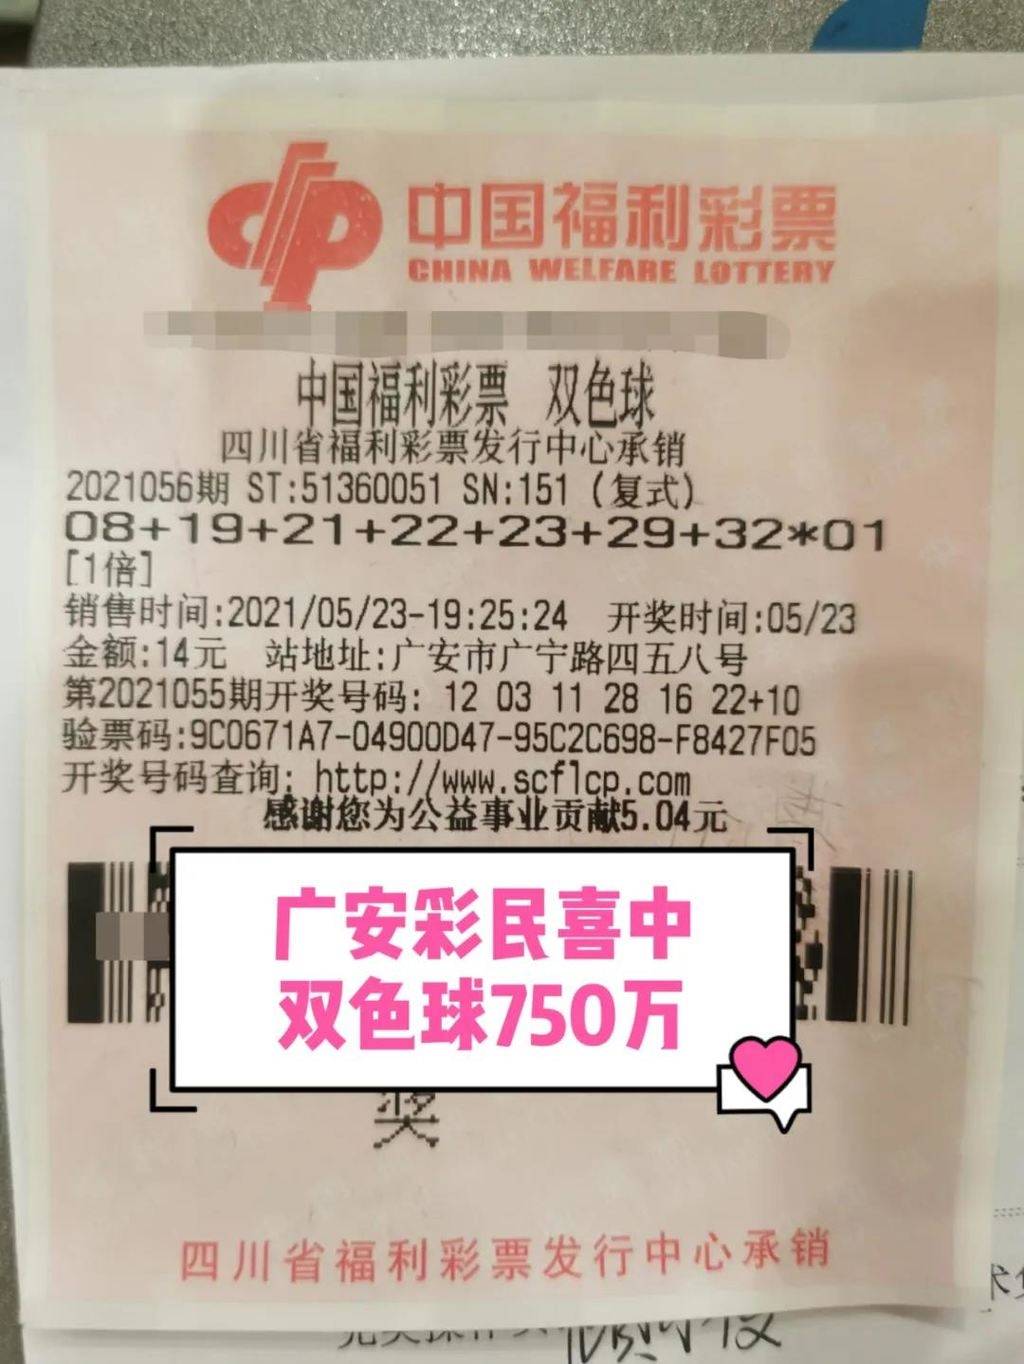 中国福利彩票
CHINA WELFARE LOTTERY
中国福利彩票 双色球
四川省福利彩票发行中心承销
2021056期 ST:51360051 SN:151 (复式)
08+19+21+22+23+29+32*01
[1倍]
销售时间:2021/05/23-19:25:24 开奖时间:05/23
金额:14元 站地址:广安市广宁路四五八号
第2021055期开奖号码: 12 03 11 28 16 22+10
验票码:9C0671A7-04900D47-95C2C698-F8427F05
开奖号码查询: http://www.scflcp.com
感谢您为公益事业贡献5.04元
广安彩民喜中
双色球750万
奖
四川省福利彩票发行中心承销